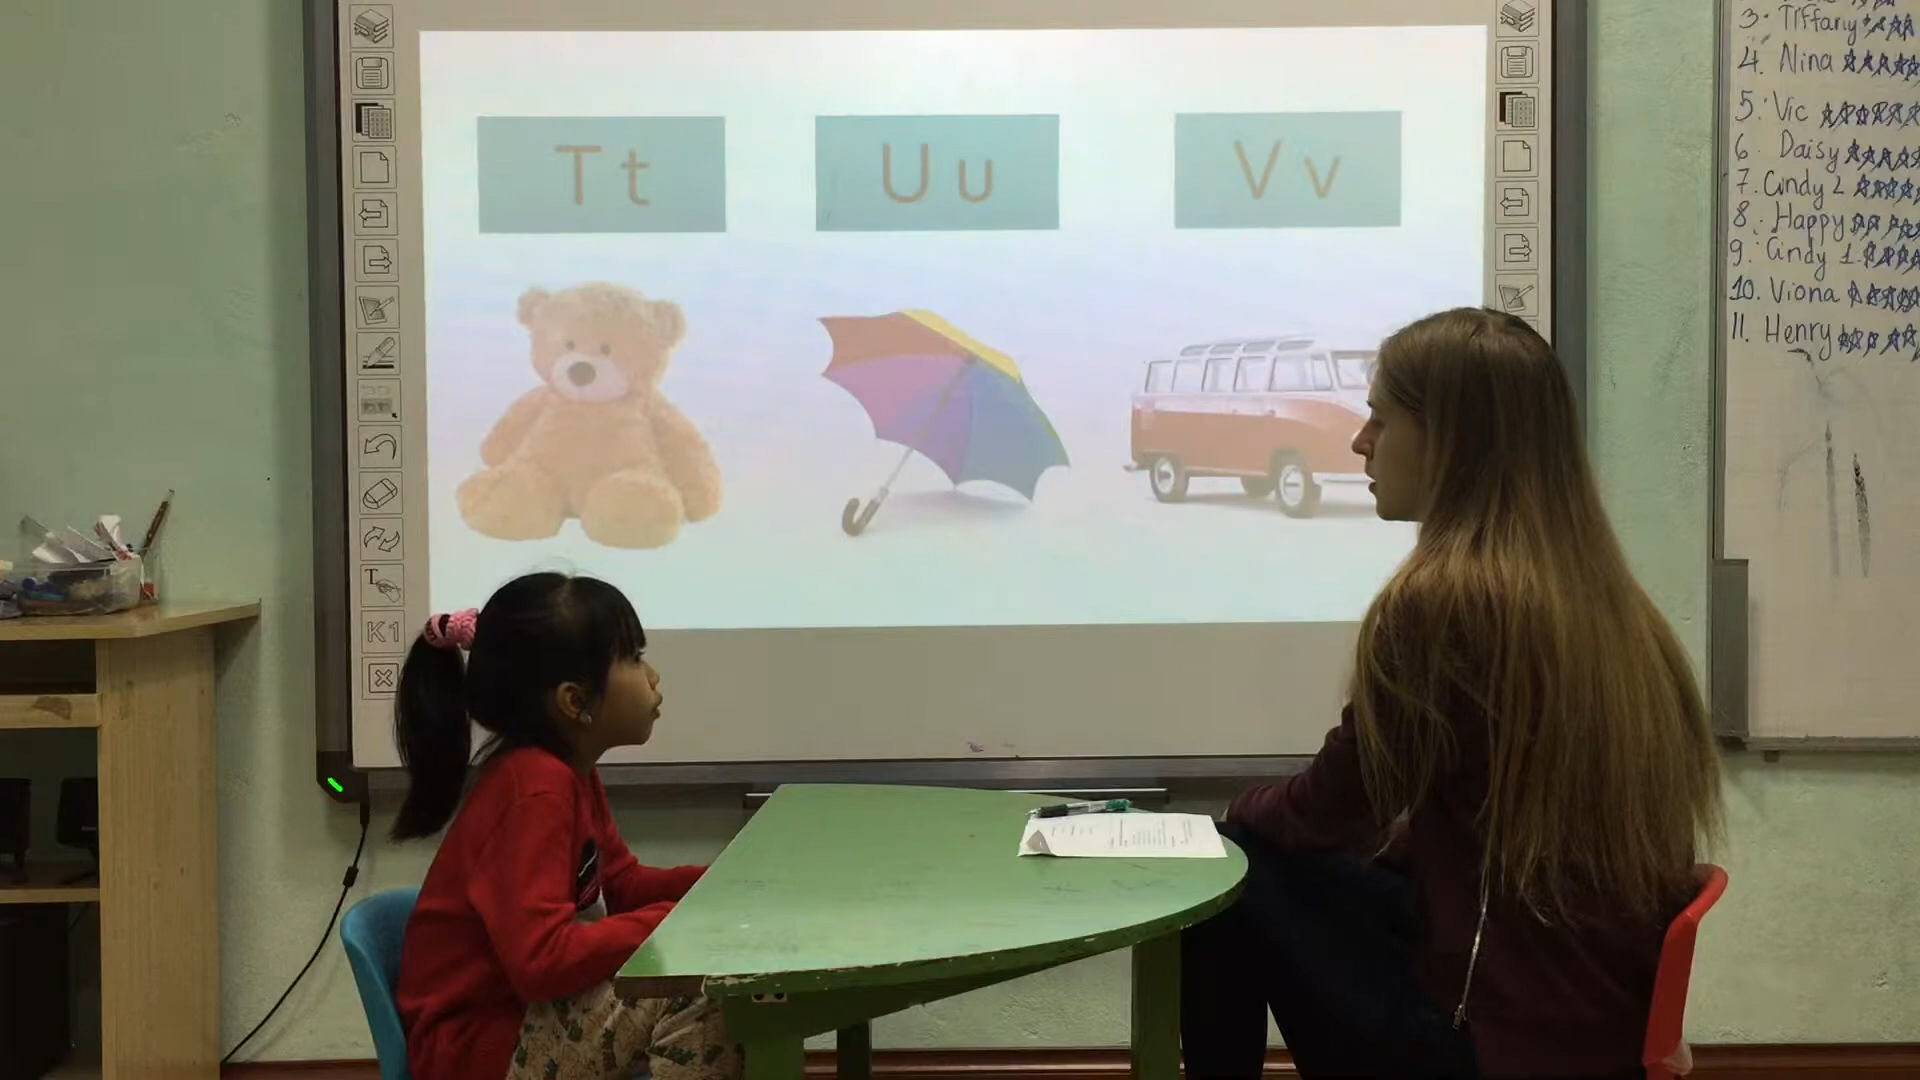 Tt
Uu
Vv
3. Tiffany
4. Nina
5. Vic
6. Daisy
7. Cindy 2
8. Happy
9. Cindy 1
10. Viona
11. Henry
T
K1